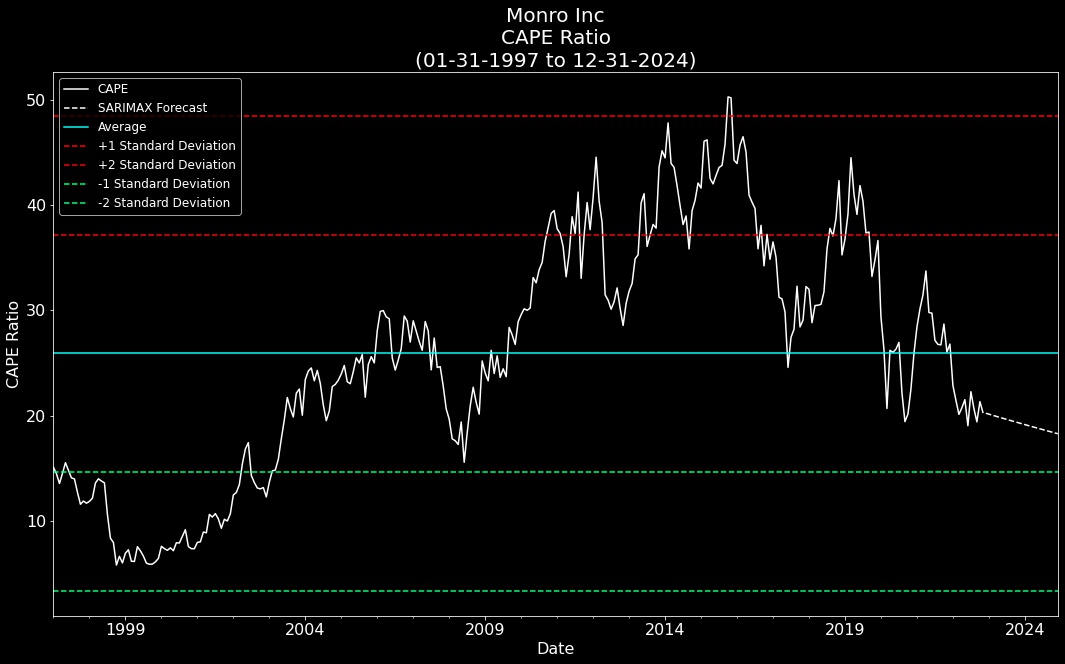 Monro Inc
CAPE Ratio
(01-31-1997 to 12-31-2024)
CAPE
SARIMAX Forecast
Average
+1 Standard Deviation
+2 Standard Deviation
-1 Standard Deviation
-2 Standard Deviation
50
40
30
20
10
CAPE Ratio
1999 2004 2009 2014 2019 2024
Date